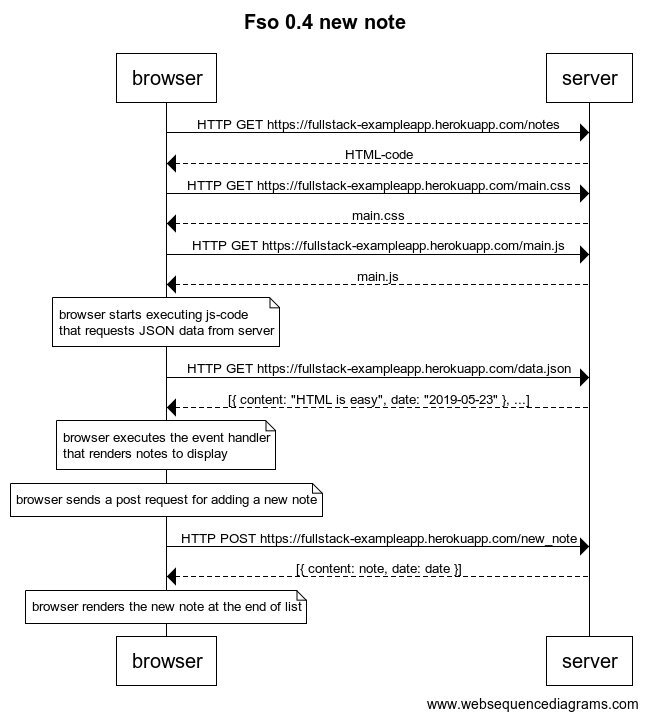 Fso 0.4 new note
browser
server
HTTP GET https://fullstack-exampleapp.herokuapp.com/notes
HTML-code
HTTP GET https://fullstack-exampleapp.herokuapp.com/main.css
main.css
HTTP GET https://fullstack-exampleapp.herokuapp.com/main.js
main.js
browser starts executing js-code
that requests JSON data from server
HTTP GET https://fullstack-exampleapp.herokuapp.com/data.json
[{ content: "HTML is easy", date: "2019-05-23" }, ...]
browser executes the event handler
that renders notes to display
browser sends a post request for adding a new note
HTTP POST https://fullstack-exampleapp.herokuapp.com/new_note
[{ content: note, date: date }]
browser renders the new note at the end of list
browser
server
www.websequencediagrams.com